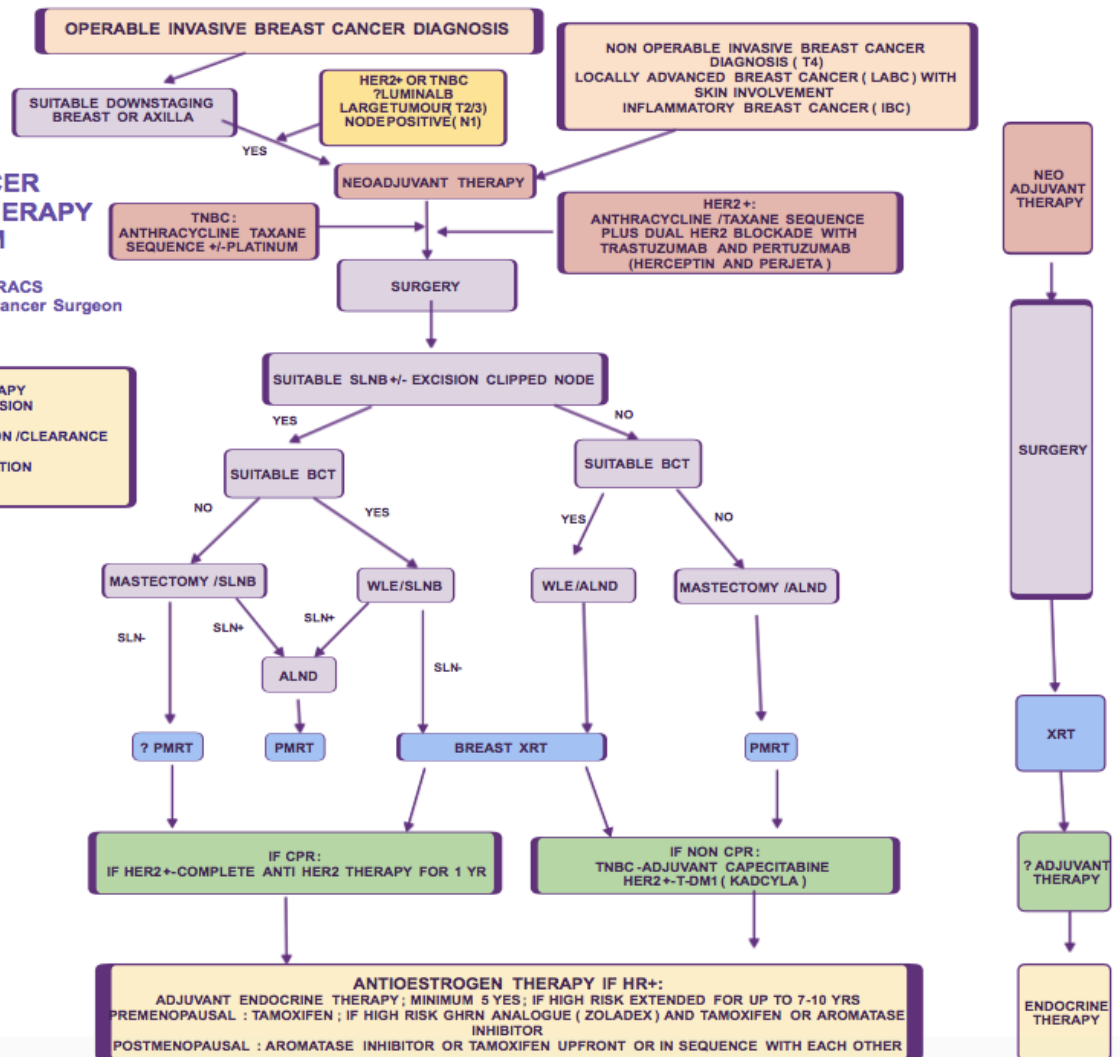 OPERABLE INVASIVE BREAST CANCER DIAGNOSIS
NON OPERABLE INVASIVE BREAST CANCER
DIAGNOSIS ( T4)
LOCALLY ADVANCED BREAST CANCER ( LABC) WITH
SKIN INVOLVEMENT
INFLAMMATORY BREAST CANCER ( IBC)
SUITABLE DOWNSTAGING
BREAST OR AXILLA
HER2+ OR TNBC
?LUMINALB
LARGETUMOUR( T2/3)
NODEPOSITIVE( N1)
YES
NEOADJUVANT THERAPY
CER
ERAPY
M
RACS
ancer Surgeon
TNBC:
ANTHRACYCLINE TAXANE
SEQUENCE +/-PLATINUM
HER2+:
ANTHRACYCLINE /TAXANE SEQUENCE
PLUS DUAL HER2 BLOCKADE WITH
TRASTUZUMAB AND PERTUZUMAB
(HERCEPTIN AND PERJETA )
SURGERY
SUITABLE SLNB+/- EXCISION CLIPPED NODE
APY
SION
ON /CLEARANCE
TION
YES
NO
SUITABLE BCT
SUITABLE BCT
NO
YES
YES
NO
MASTECTOMY /SLNB
WLE/SLNB
WLE/ALND
MASTECTOMY /ALND
SLN-
SLN+
SLN+
SLN-
ALND
? PMRT
PMRT
BREAST XRT
PMRT
IF CPR:
IF HER2+-COMPLETE ANTI HER2 THERAPY FOR 1 YR
IF NON CPR:
TNBC-ADJUVANT CAPECITABINE
HER2+-T-DM1 ( KADCYLA )
ANTIOESTROGEN THERAPY IF HR+:
ADJUVANT ENDOCRINE THERAPY; MINIMUM 5 YES; IF HIGH RISK EXTENDED FOR UP TO 7-10 YRS
PREMENOPAUSAL : TAMOXIFEN ; IF HIGH RISK GHRN ANALOGUE ( ZOLADEX ) AND TAMOXIFEN OR AROMATASE
INHIBITOR
POSTMENOPAUSAL : AROMATASE INHIBITOR OR TAMOXIFEN UPFRONT OR IN SEQUENCE WITH EACH OTHER
NEO
ADJUVANT
THERAPY
SURGERY
XRT
? ADJUVANT
THERAPY
ENDOCRINE
THERAPY